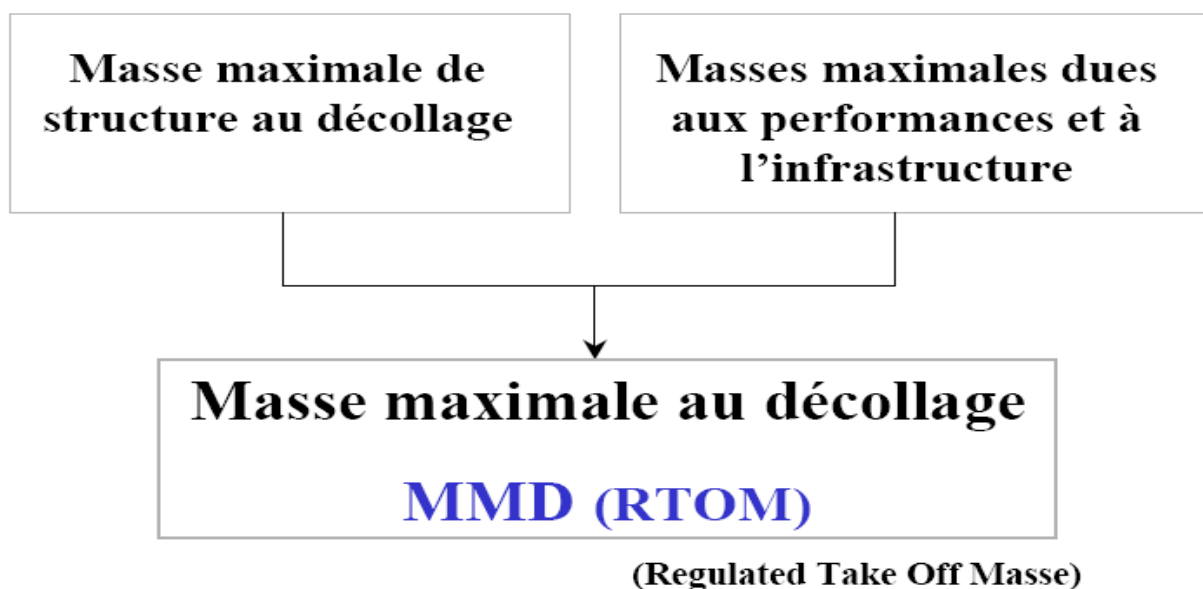 Masse maximale de
structure au décollage
Masses maximales dues
aux performances et à
l’infrastructure
Masse maximale au décollage
MMD (RTOM)
(Regulated Take Off Masse)